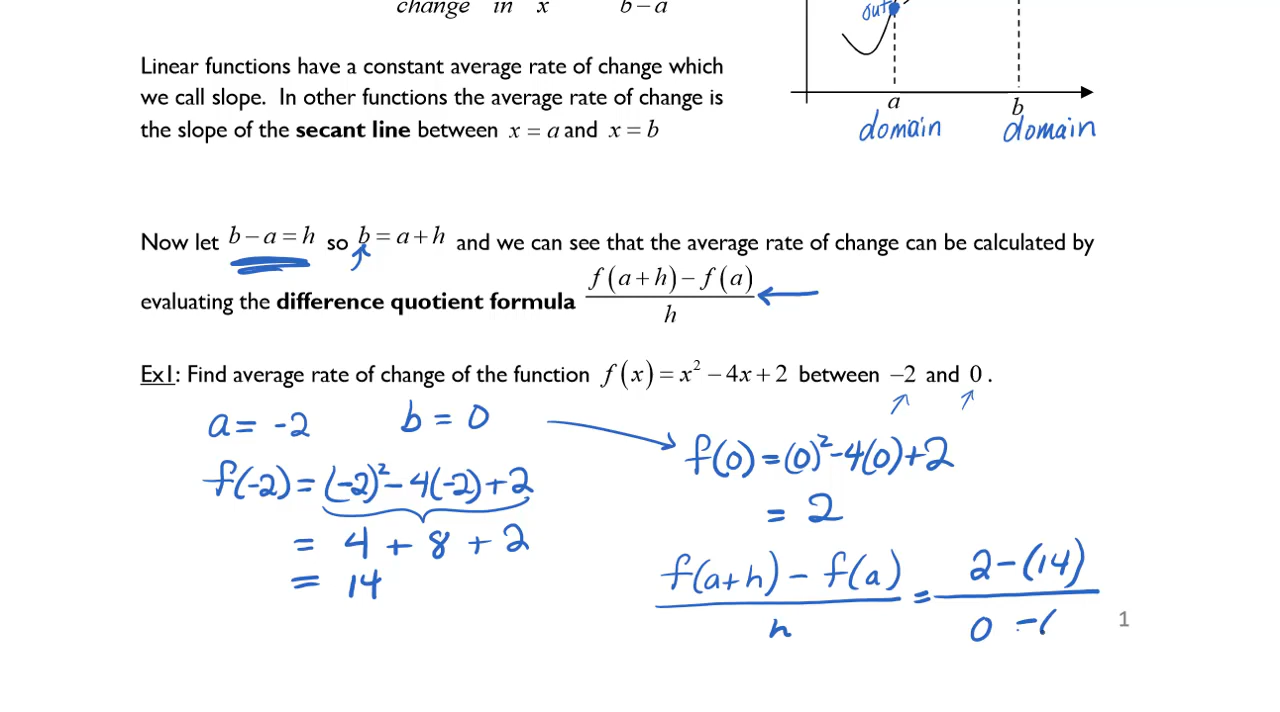 change in x b − a
out
Linear functions have a constant average rate of change which
we call slope. In other functions the average rate of change is
the slope of the secant line between x = a and x = b
a b
domain domain
Now let b − a = h so b = a + h and we can see that the average rate of change can be calculated by
evaluating the difference quotient formula f(a+h) − f(a) / h
Ex1: Find average rate of change of the function f(x) = x² − 4x + 2 between −2 and 0.
a = -2 b = 0
f(0) = (0)² - 4(0) + 2
f(-2) = (-2)² - 4(-2) + 2
= 2
= 4 + 8 + 2
= 14
f(a+h) - f(a) / h = 2 - (14) / 0 - (
1